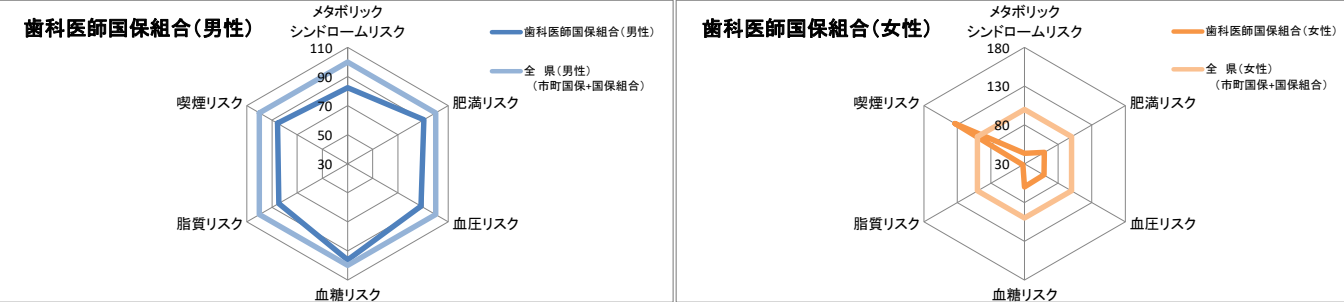 歯科医師国保組合(男性)
メタボリック
シンドロームリスク
歯科医師国保組合(男性)
全 県(男性)
(市町国保+国保組合)
110
90
70
50
30
肥満リスク
血圧リスク
血糖リスク
脂質リスク
喫煙リスク
歯科医師国保組合(女性)
メタボリック
シンドロームリスク
歯科医師国保組合(女性)
全 県(女性)
(市町国保+国保組合)
180
130
80
30
肥満リスク
血圧リスク
血糖リスク
脂質リスク
喫煙リスク